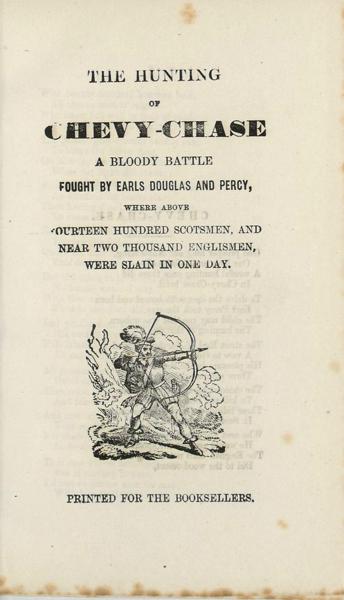 THE HUNTING
OF
CHEVY-CHASE
A BLOODY BATTLE
FOUGHT BY EARLS DOUGLAS AND PERCY,
WHERE ABOVE
FOURTEEN HUNDRED SCOTSMEN, AND
NEAR TWO THOUSAND ENGLISMEN,
WERE SLAIN IN ONE DAY.
PRINTED FOR THE BOOKSELLERS.